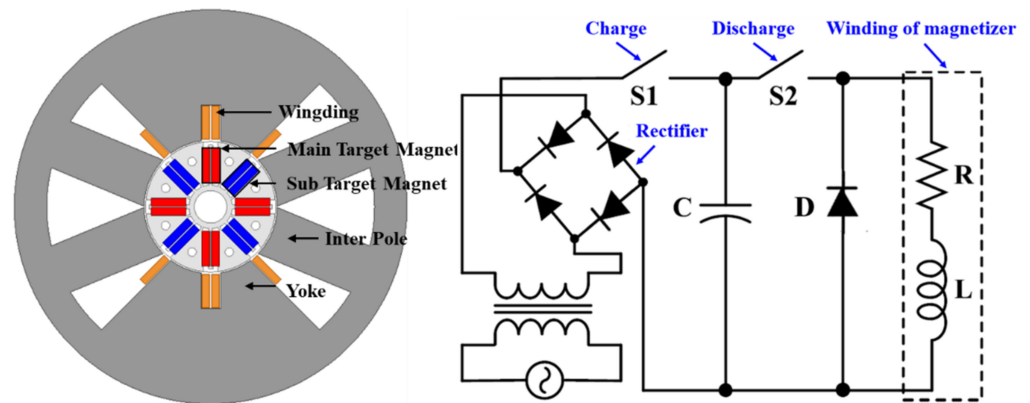 Wingding
Main Target Magnet
Sub Target Magnet
Inter Pole
Yoke
Charge
Discharge
Winding of magnetizer
S1
S2
Rectifier
C
D
R
L